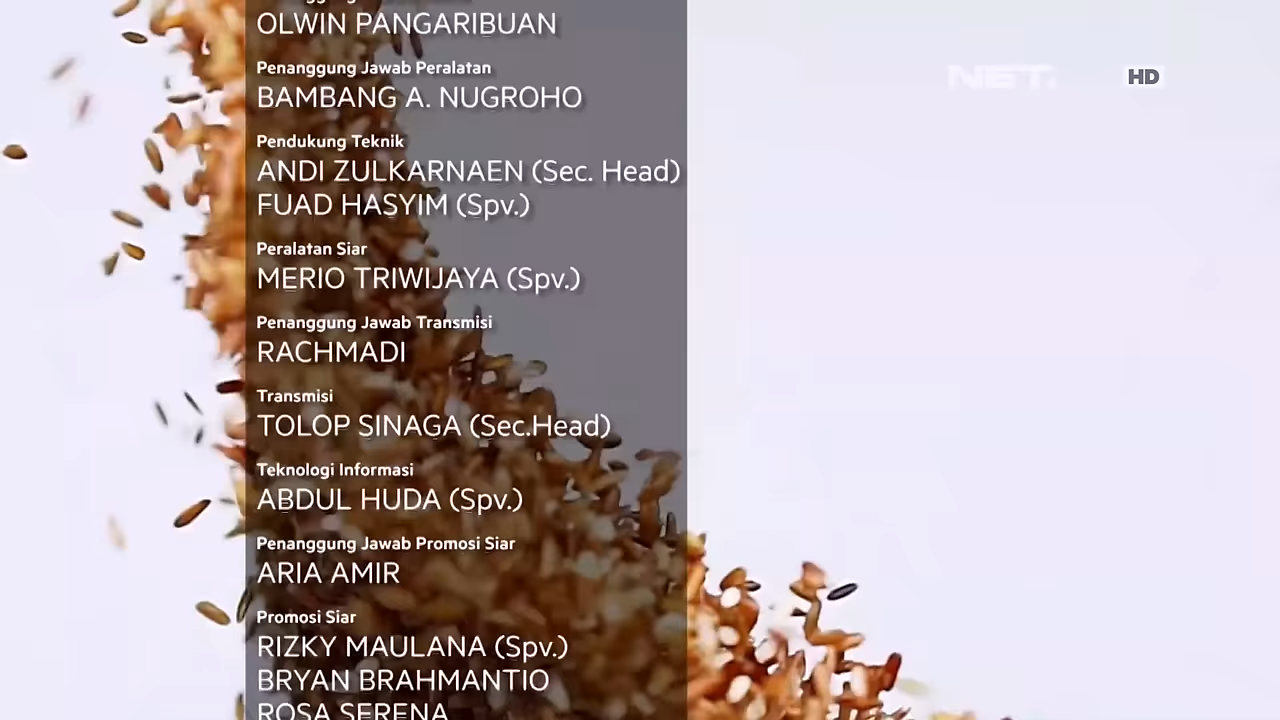 OLWIN PANGARIBUAN
Penanggung Jawab Peralatan
BAMBANG A. NUGROHO
Pendukung Teknik
ANDI ZULKARNAEN (Sec. Head)
FUAD HASYIM (Spv.)
Peralatan Siar
MERIO TRIWIJAYA (Spv.)
Penanggung Jawab Transmisi
RACHMADI
Transmisi
TOLOP SINAGA (Sec.Head)
Teknologi Informasi
ABDUL HUDA (Spv.)
Penanggung Jawab Promosi Siar
ARIA AMIR
Promosi Siar
RIZKY MAULANA (Spv.)
BRYAN BRAHMANTIO
ROSA SERENA
NET.
HD